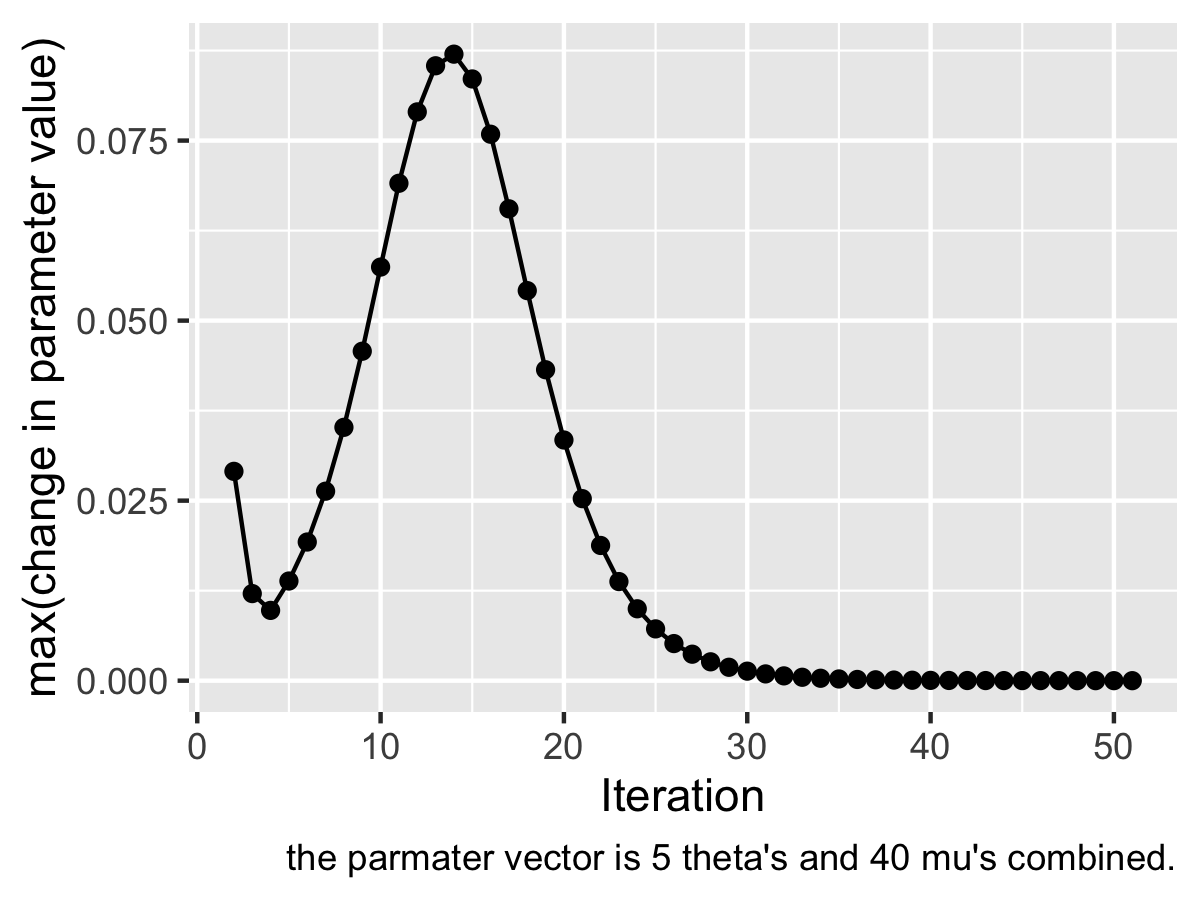 max(change in parameter value)
0.075
0.050
0.025
0.000
0 10 20 30 40 50
Iteration
the parmater vector is 5 theta's and 40 mu's combined.